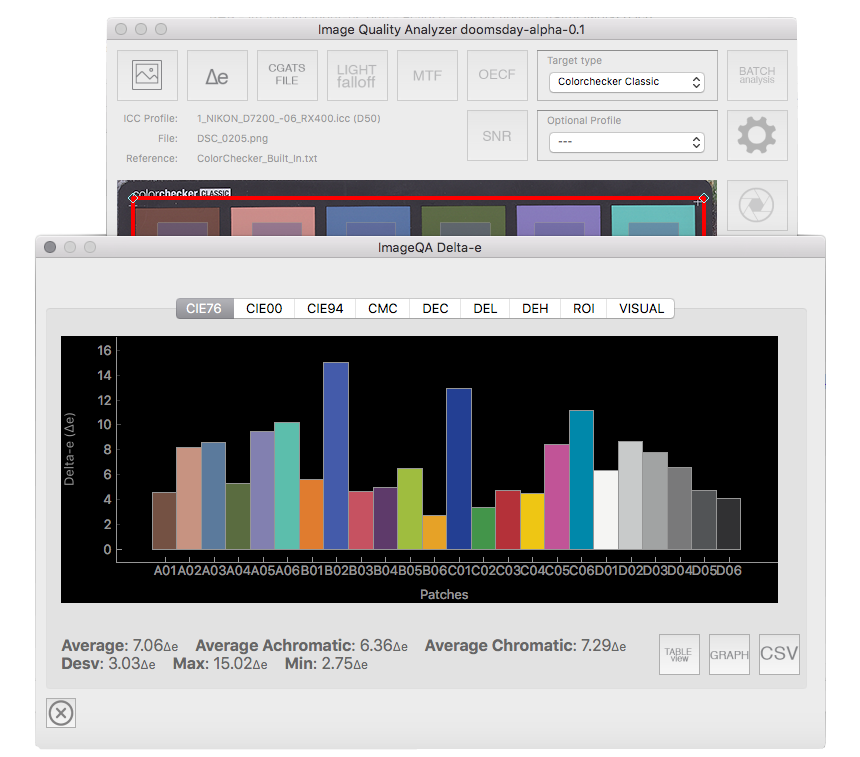 Image Quality Analyzer doomsday-alpha-0.1
Δe
CGATS
FILE
LIGHT
falloff
MTF
OECF
Target type
Colorchecker Classic
BATCH
analysis
ICC Profile: 1_NIKON_D7200_-06_RX400.icc (D50)
File: DSC_0205.png
Reference: ColorChecker_Built_In.txt
SNR
Optional Profile
---
colorchecker CLASSIC
ImageQA Delta-e
CIE76 CIE00 CIE94 CMC DEC DEL DEH ROI VISUAL
Delta-e (Δe)
16
14
12
10
8
6
4
2
0
A01 A02 A03 A04 A05 A06 B01 B02 B03 B04 B05 B06 C01 C02 C03 C04 C05 C06 D01 D02 D03 D04 D05 D06
Patches
Average: 7.06Δe Average Achromatic: 6.36Δe Average Chromatic: 7.29Δe
Desv: 3.03Δe Max: 15.02Δe Min: 2.75Δe
TABLE
view
GRAPH
CSV